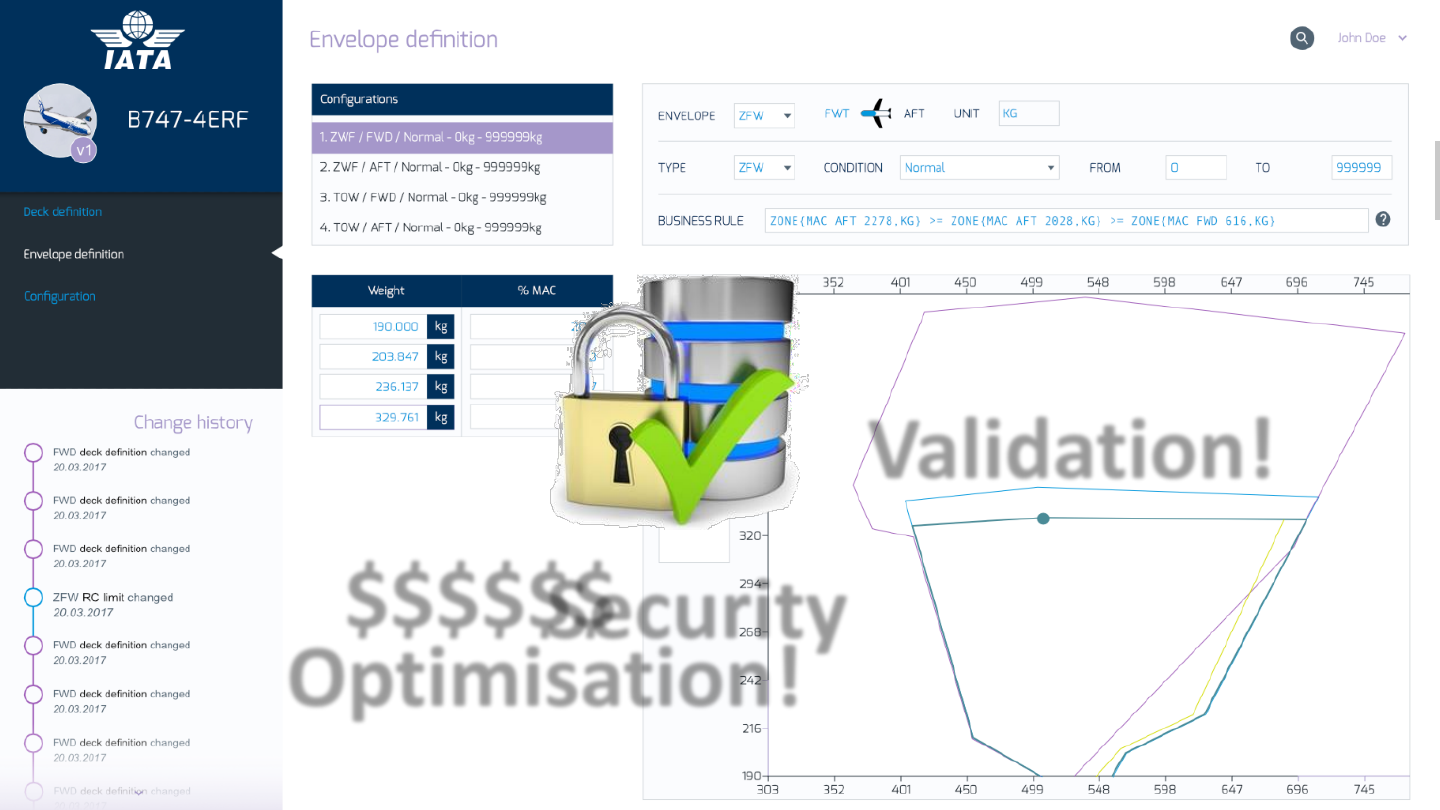 IATA
B747-4ERF
v1
Deck definition
Envelope definition
Configuration
Change history
FWD deck definition changed
20.03.2017
FWD deck definition changed
20.03.2017
FWD deck definition changed
20.03.2017
ZFW RC limit changed
20.03.2017
FWD deck definition changed
20.03.2017
FWD deck definition changed
20.03.2017
FWD deck definition changed
20.03.2017
FWD deck definition changed
20.03.2017
Envelope definition
John Doe
Configurations
1. ZWF / FWD / Normal - 0kg - 999999kg
2. ZWF / AFT / Normal - 0kg - 999999kg
3. TOW / FWD / Normal - 0kg - 999999kg
4. TOW / AFT / Normal - 0kg - 999999kg
ENVELOPE ZFW FWT AFT UNIT KG
TYPE ZFW CONDITION Normal FROM 0 TO 999999
BUSINESS RULE ZONE{MAC AFT 2278,KG} >= ZONE{MAC AFT 2028,KG} >= ZONE{MAC FWD 616,KG} ?
Weight % MAC
190.000 kg
203.847 kg
236.137 kg
329.761 kg
352 401 450 499 548 598 647 696 745
Validation!
$$$$$$
Security
Optimisation!
320
294
268
242
216
190
303 352 401 450 499 548 598 647 696 745